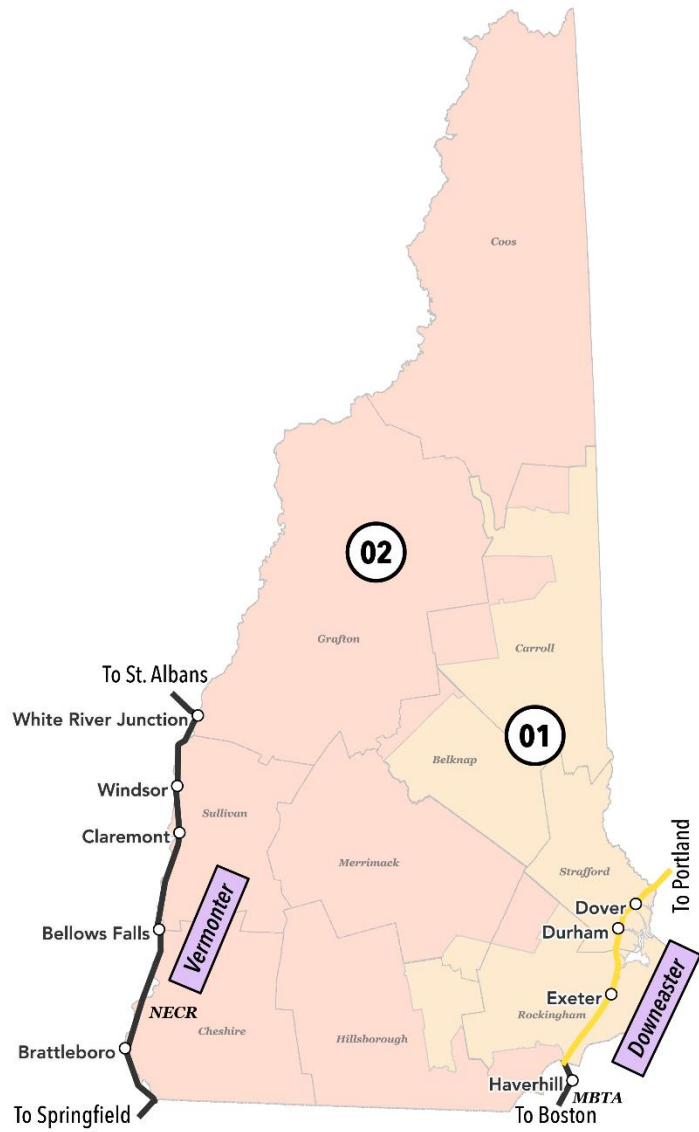 Coos
02
Grafton
Carroll
To St. Albans
White River Junction
01
Belknap
Windsor
Sullivan
Claremont
Merrimack
To Portland
Strafford
Dover
Durham
Bellows Falls
Vermonter
Exeter
Rockingham
Downeaster
NECR
Cheshire
Hillsborough
Brattleboro
Haverhill
MBTA
To Springfield
To Boston